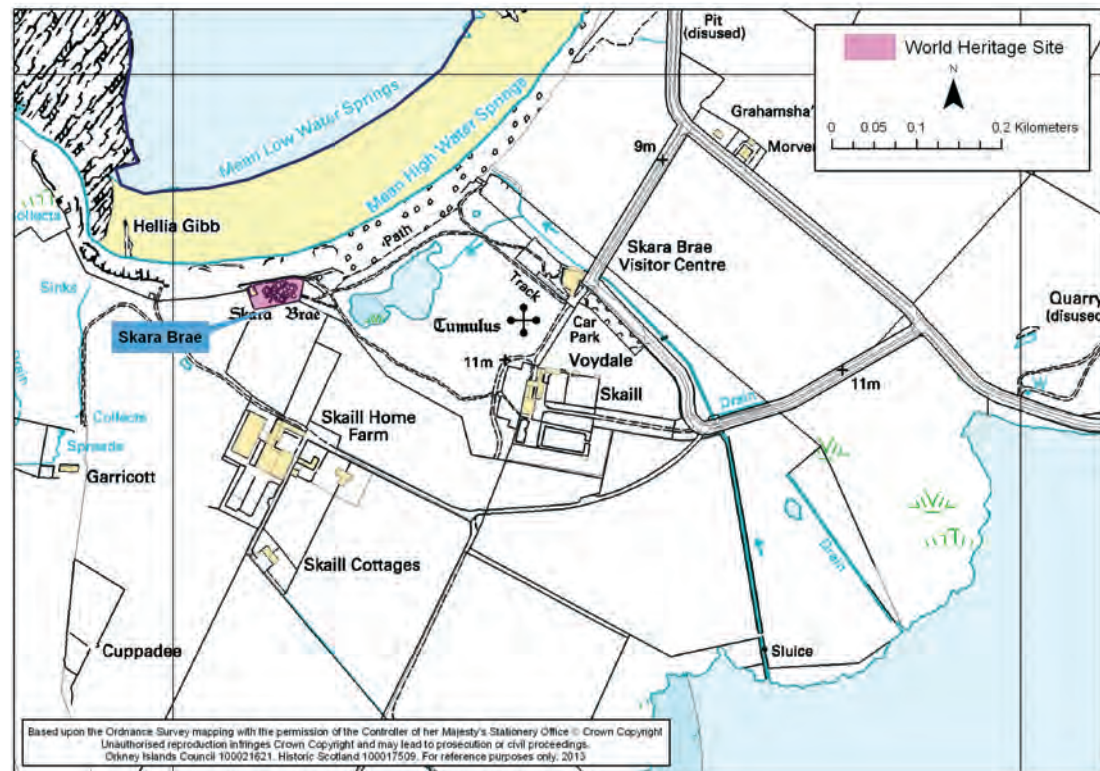 Pit
(disused)
World Heritage Site
N
0 0.05 0.1 0.2 Kilometers
Grahamsha'
Morven
9m
Mean Low Water Springs
Mean High Water Springs
Collects
Hellia Gibb
Path
Skara Brae
Visitor Centre
Sinks
Track
Skara Brae
Skara Brae
Tumulus
Car
Park
Quarry
(disused)
Voydale
11m
11m
Skaill
Drain
Drain
Skaill Home
Farm
Collects
Spreads
Garricott
Drain
Skaill Cottages
Cuppadee
Sluice
Based upon the Ordnance Survey mapping with the permission of the Controller of her Majesty's Stationery Office © Crown Copyright
Unauthorised reproduction infringes Crown Copyright and may lead to prosecution or civil proceedings.
Orkney Islands Council 100021621. Historic Scotland 100017509. For reference purposes only. 2013